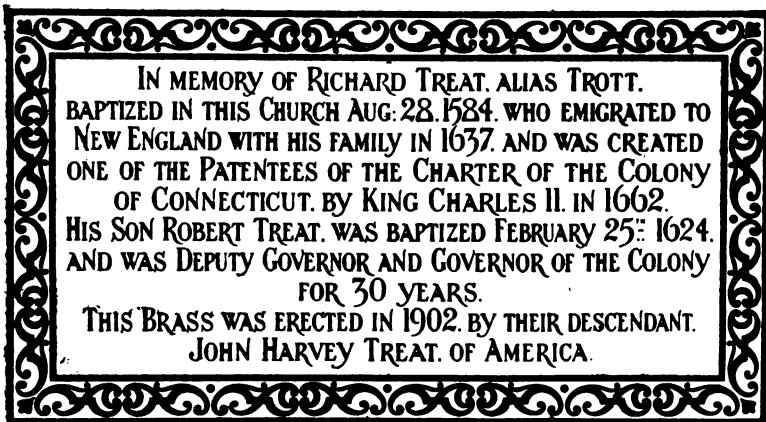 IN MEMORY OF RICHARD TREAT. ALIAS TROTT.
BAPTIZED IN THIS CHURCH AUG: 28. 1584. WHO EMIGRATED TO
NEW ENGLAND WITH HIS FAMILY IN 1637. AND WAS CREATED
ONE OF THE PATENTEES OF THE CHARTER OF THE COLONY
OF CONNECTICUT. BY KING CHARLES II. IN 1662.
HIS SON ROBERT TREAT. WAS BAPTIZED FEBRUARY 25TH 1624.
AND WAS DEPUTY GOVERNOR AND GOVERNOR OF THE COLONY
FOR 30 YEARS.
THIS BRASS WAS ERECTED IN 1902. BY THEIR DESCENDANT.
JOHN HARVEY TREAT. OF AMERICA.